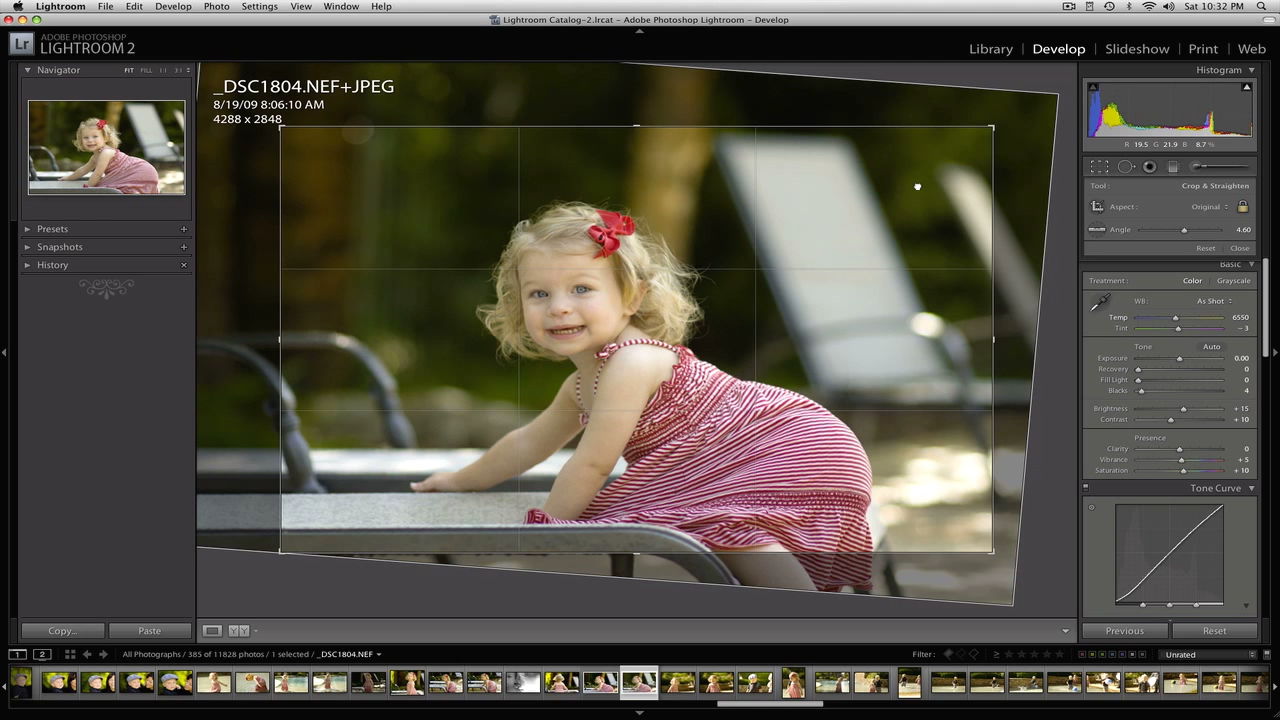 Lightroom File Edit Develop Photo Settings View Window Help
Sat 10:32 PM
Lightroom Catalog-2.lrcat – Adobe Photoshop Lightroom – Develop
Lr
ADOBE PHOTOSHOP
LIGHTROOM 2
Library | Develop | Slideshow | Print | Web
Navigator FIT FILL 1:1 3:1
Presets
Snapshots
History
Copy... Paste
_DSC1804.NEF+JPEG
8/19/09 8:06:10 AM
4288 x 2848
Histogram
R 19.5 G 21.9 B 8.7 %
Tool : Crop & Straighten
Aspect : Original
Angle 4.60
Reset Close
Basic
Treatment : Color Grayscale
WB : As Shot
Temp 6550
Tint – 3
Tone Auto
Exposure 0.00
Recovery 0
Fill Light 0
Blacks 4
Brightness + 15
Contrast + 10
Presence
Clarity 0
Vibrance + 5
Saturation + 10
Tone Curve
Previous Reset
1 2 All Photographs / 385 of 11828 photos / 1 selected / _DSC1804.NEF
Filter : ≥ Unrated